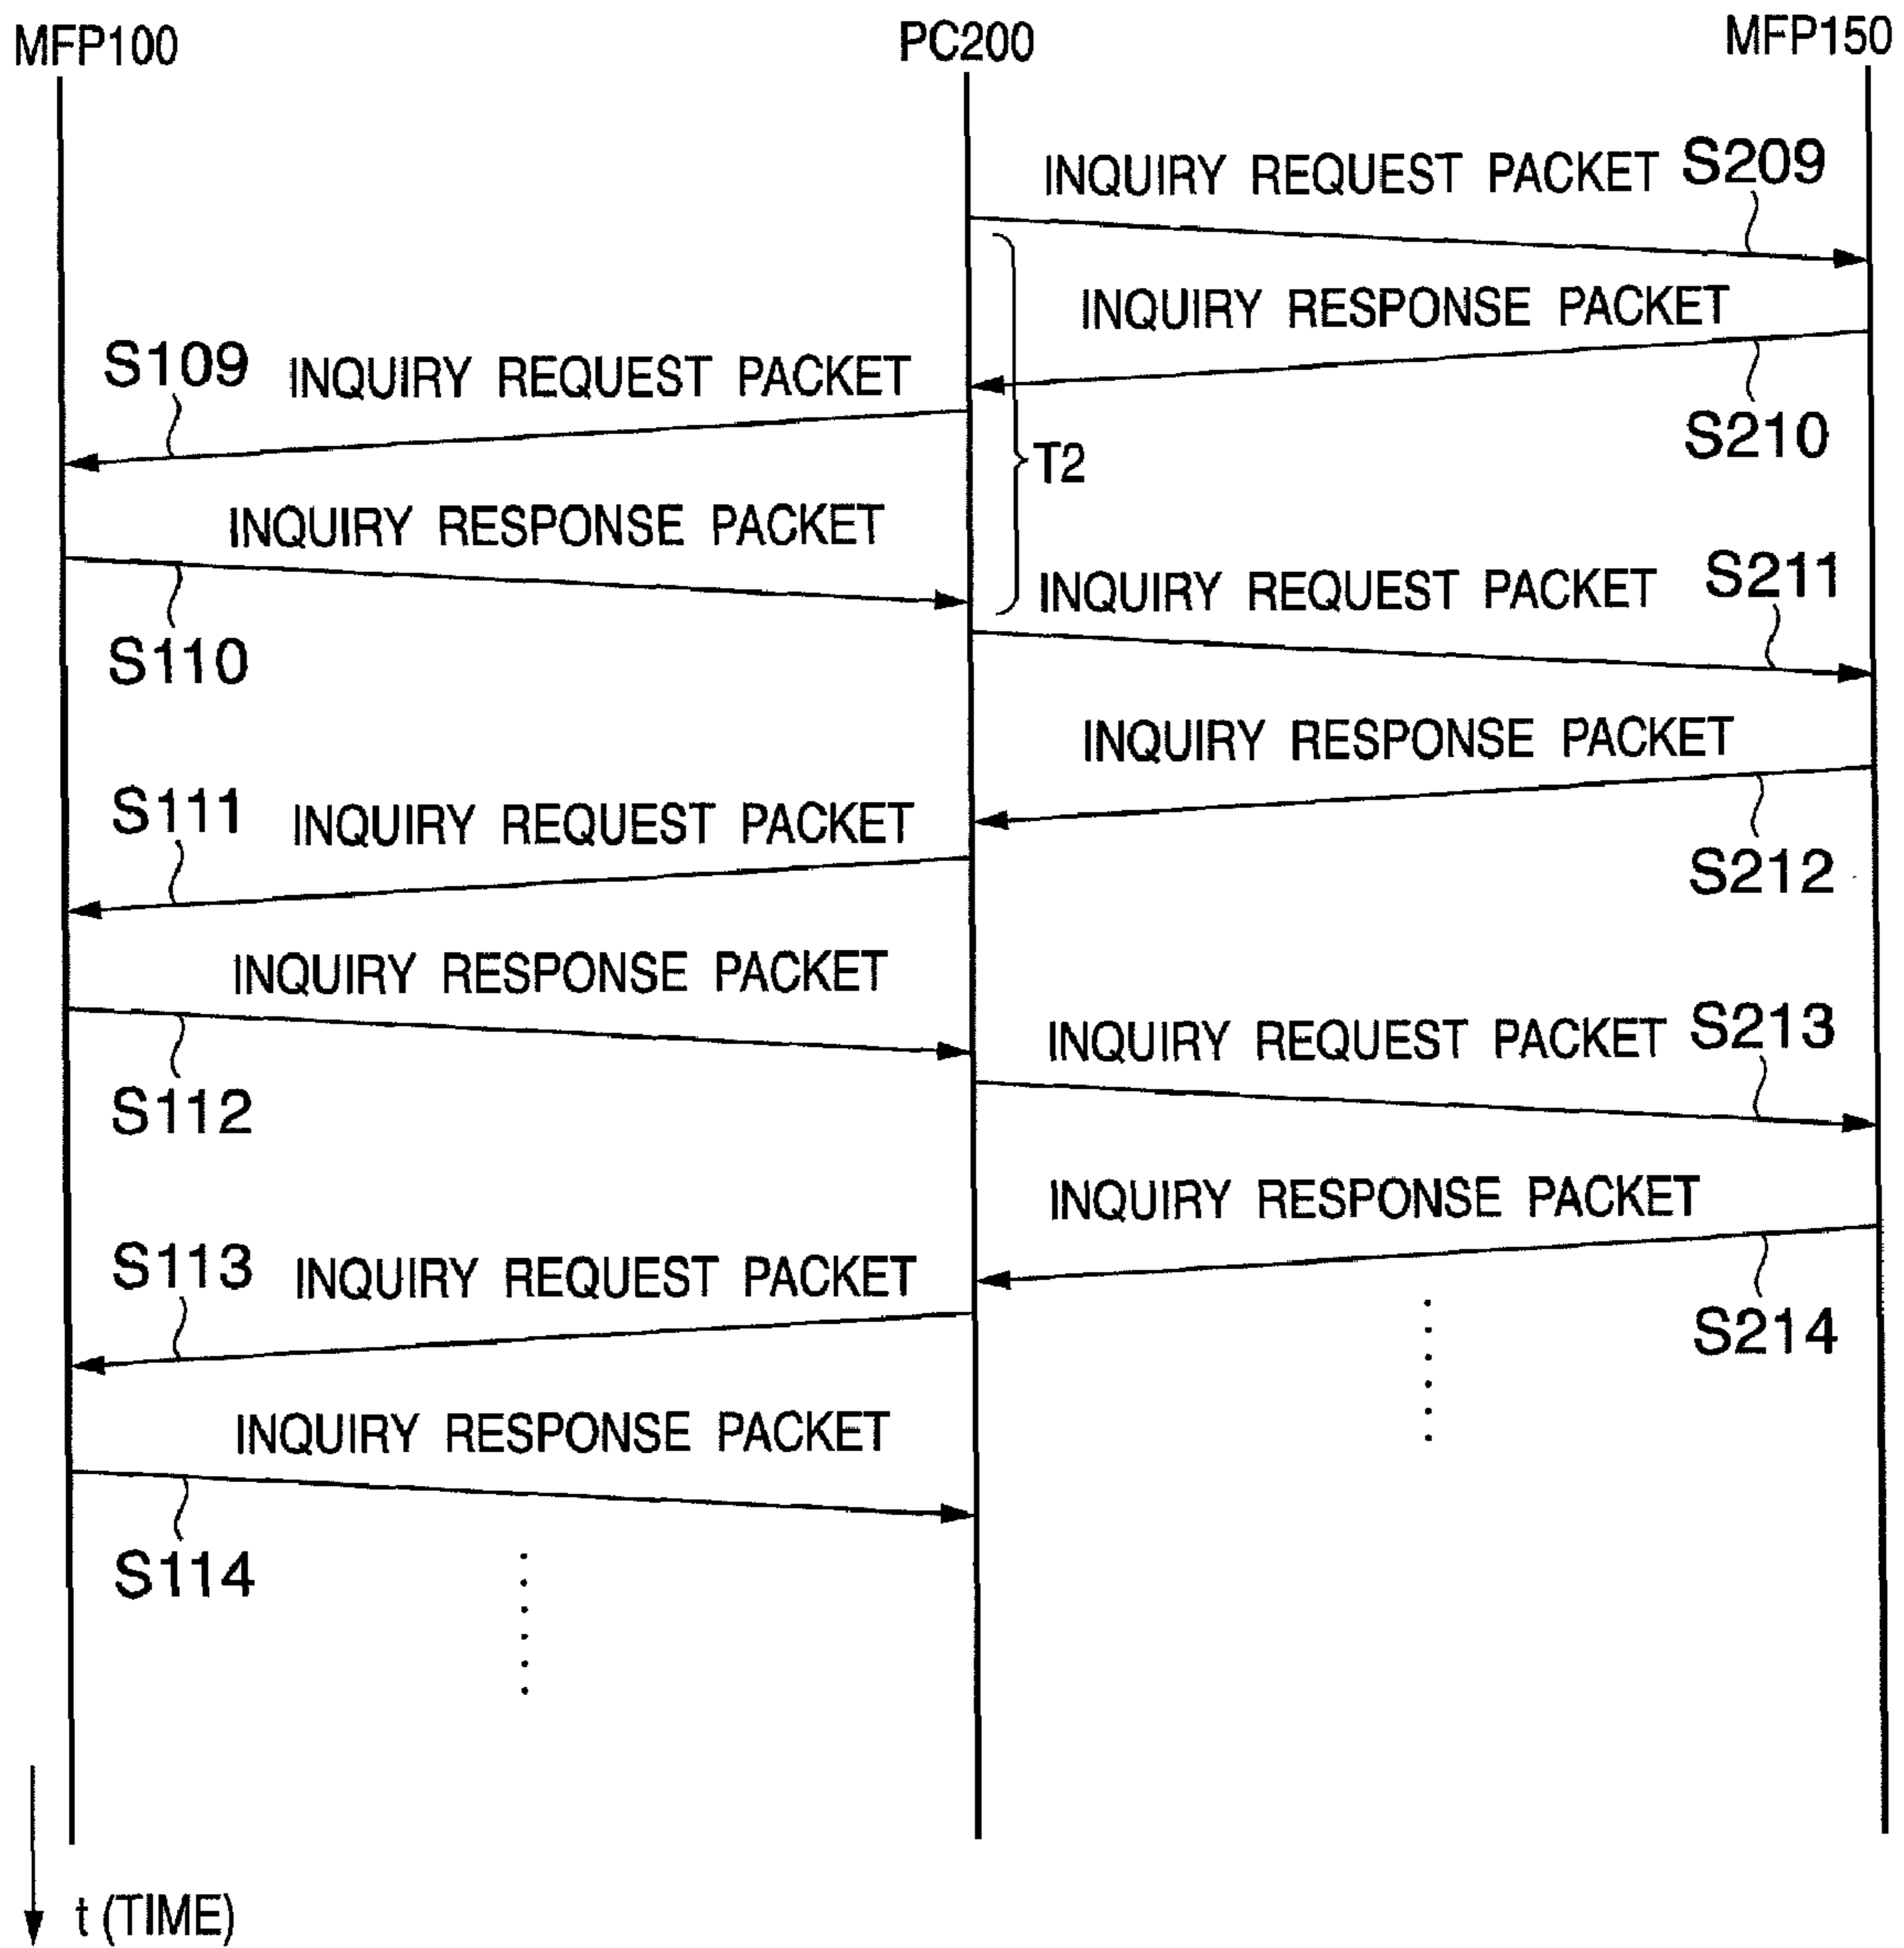 MFP100 PC200 MFP150
INQUIRY REQUEST PACKET S209
INQUIRY RESPONSE PACKET
S109 INQUIRY REQUEST PACKET
S210
T2
INQUIRY RESPONSE PACKET
S211
INQUIRY REQUEST PACKET
S110
INQUIRY RESPONSE PACKET
S111 INQUIRY REQUEST PACKET
S212
INQUIRY RESPONSE PACKET
INQUIRY REQUEST PACKET S213
S112
INQUIRY RESPONSE PACKET
S113 INQUIRY REQUEST PACKET
S214
INQUIRY RESPONSE PACKET
S114
t (TIME)